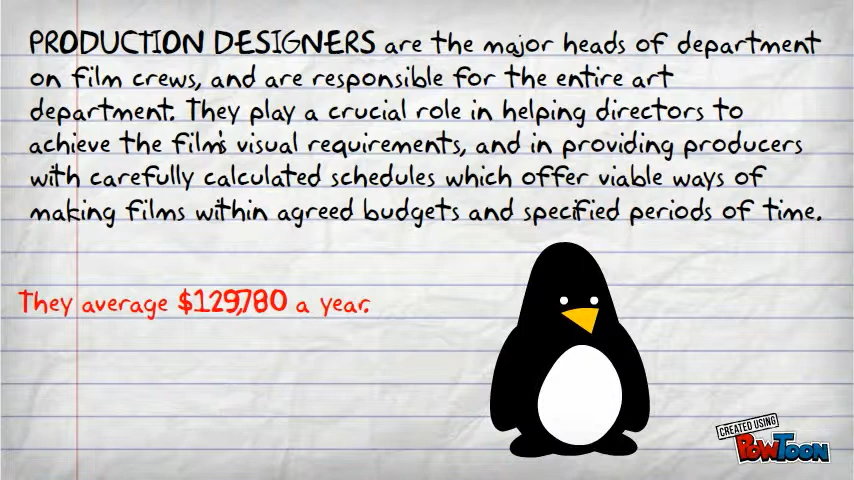 PRODUCTION DESIGNERS are the major heads of department
on film crews, and are responsible for the entire art
department. They play a crucial role in helping directors to
achieve the film's visual requirements, and in providing producers
with carefully calculated schedules which offer viable ways of
making films within agreed budgets and specified periods of time.
They average $129,780 a year.
CREATED USING
POWTOON